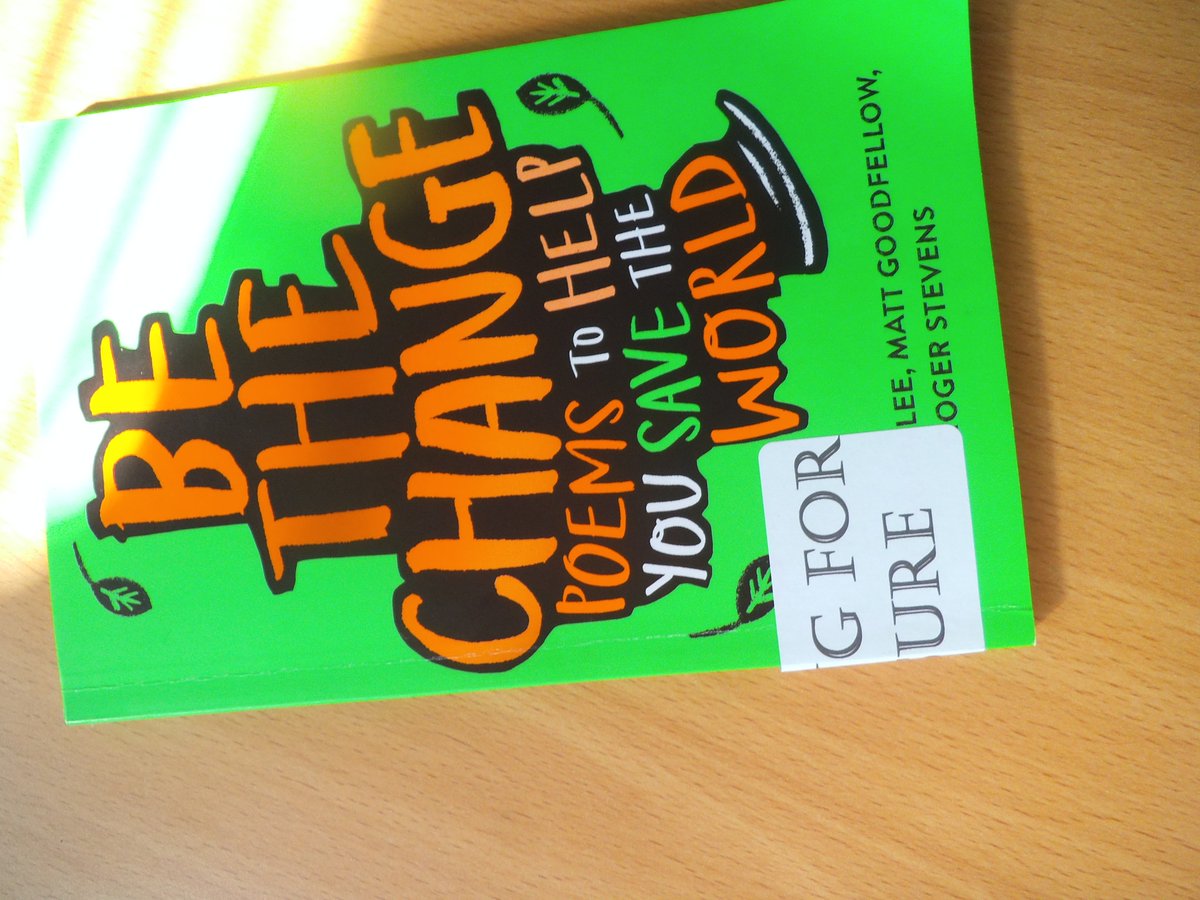 BE
THE
CHANGE
POEMS TO HELP
YOU SAVE THE
WORLD
LEE, MATT GOODFELLOW,
OGER STEVENS
G FOR
URE